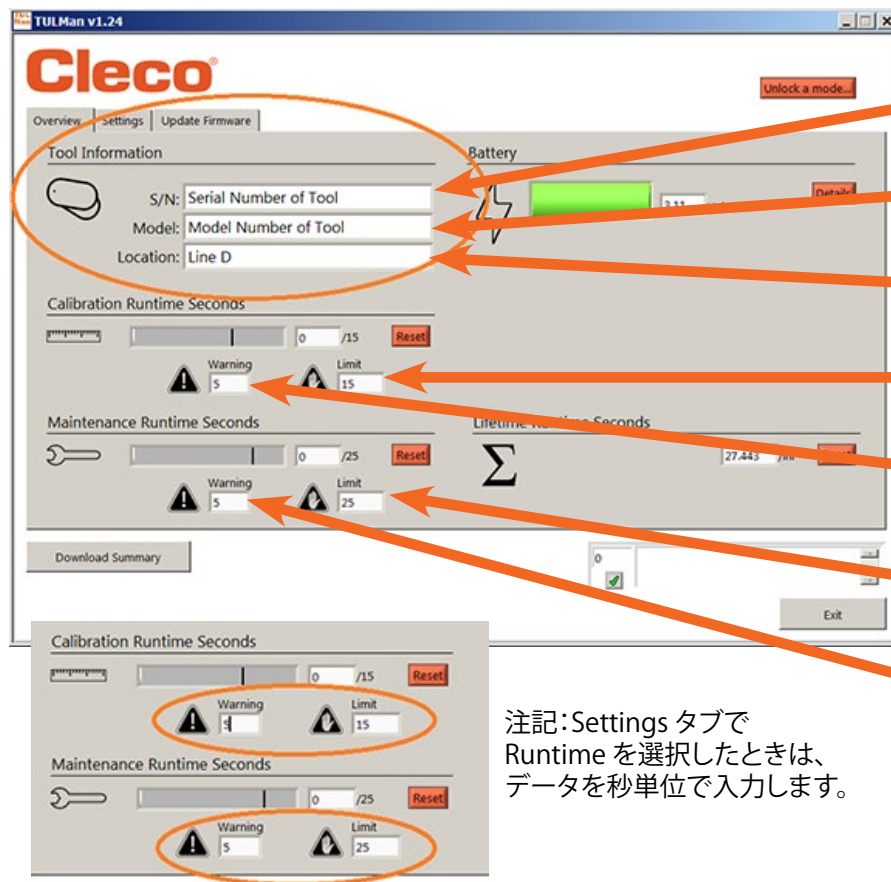 TULMan v1.24
Cleco®
Unlock a mode...
Overview Settings Update Firmware
Tool Information
S/N: Serial Number of Tool
Model: Model Number of Tool
Location: Line D
Battery
3.11
Details
Calibration Runtime Seconds
0 /15 Reset
Warning Limit
5 15
Maintenance Runtime Seconds
0 /25 Reset
Warning Limit
5 25
Lifetime Runtime Seconds
27.443
Download Summary
0
Exit
Calibration Runtime Seconds
0 /15 Reset
Warning Limit
5 15
Maintenance Runtime Seconds
0 /25 Reset
Warning Limit
5 25
注記：Settings タブで
Runtime を選択したときは、
データを秒単位で入力します。